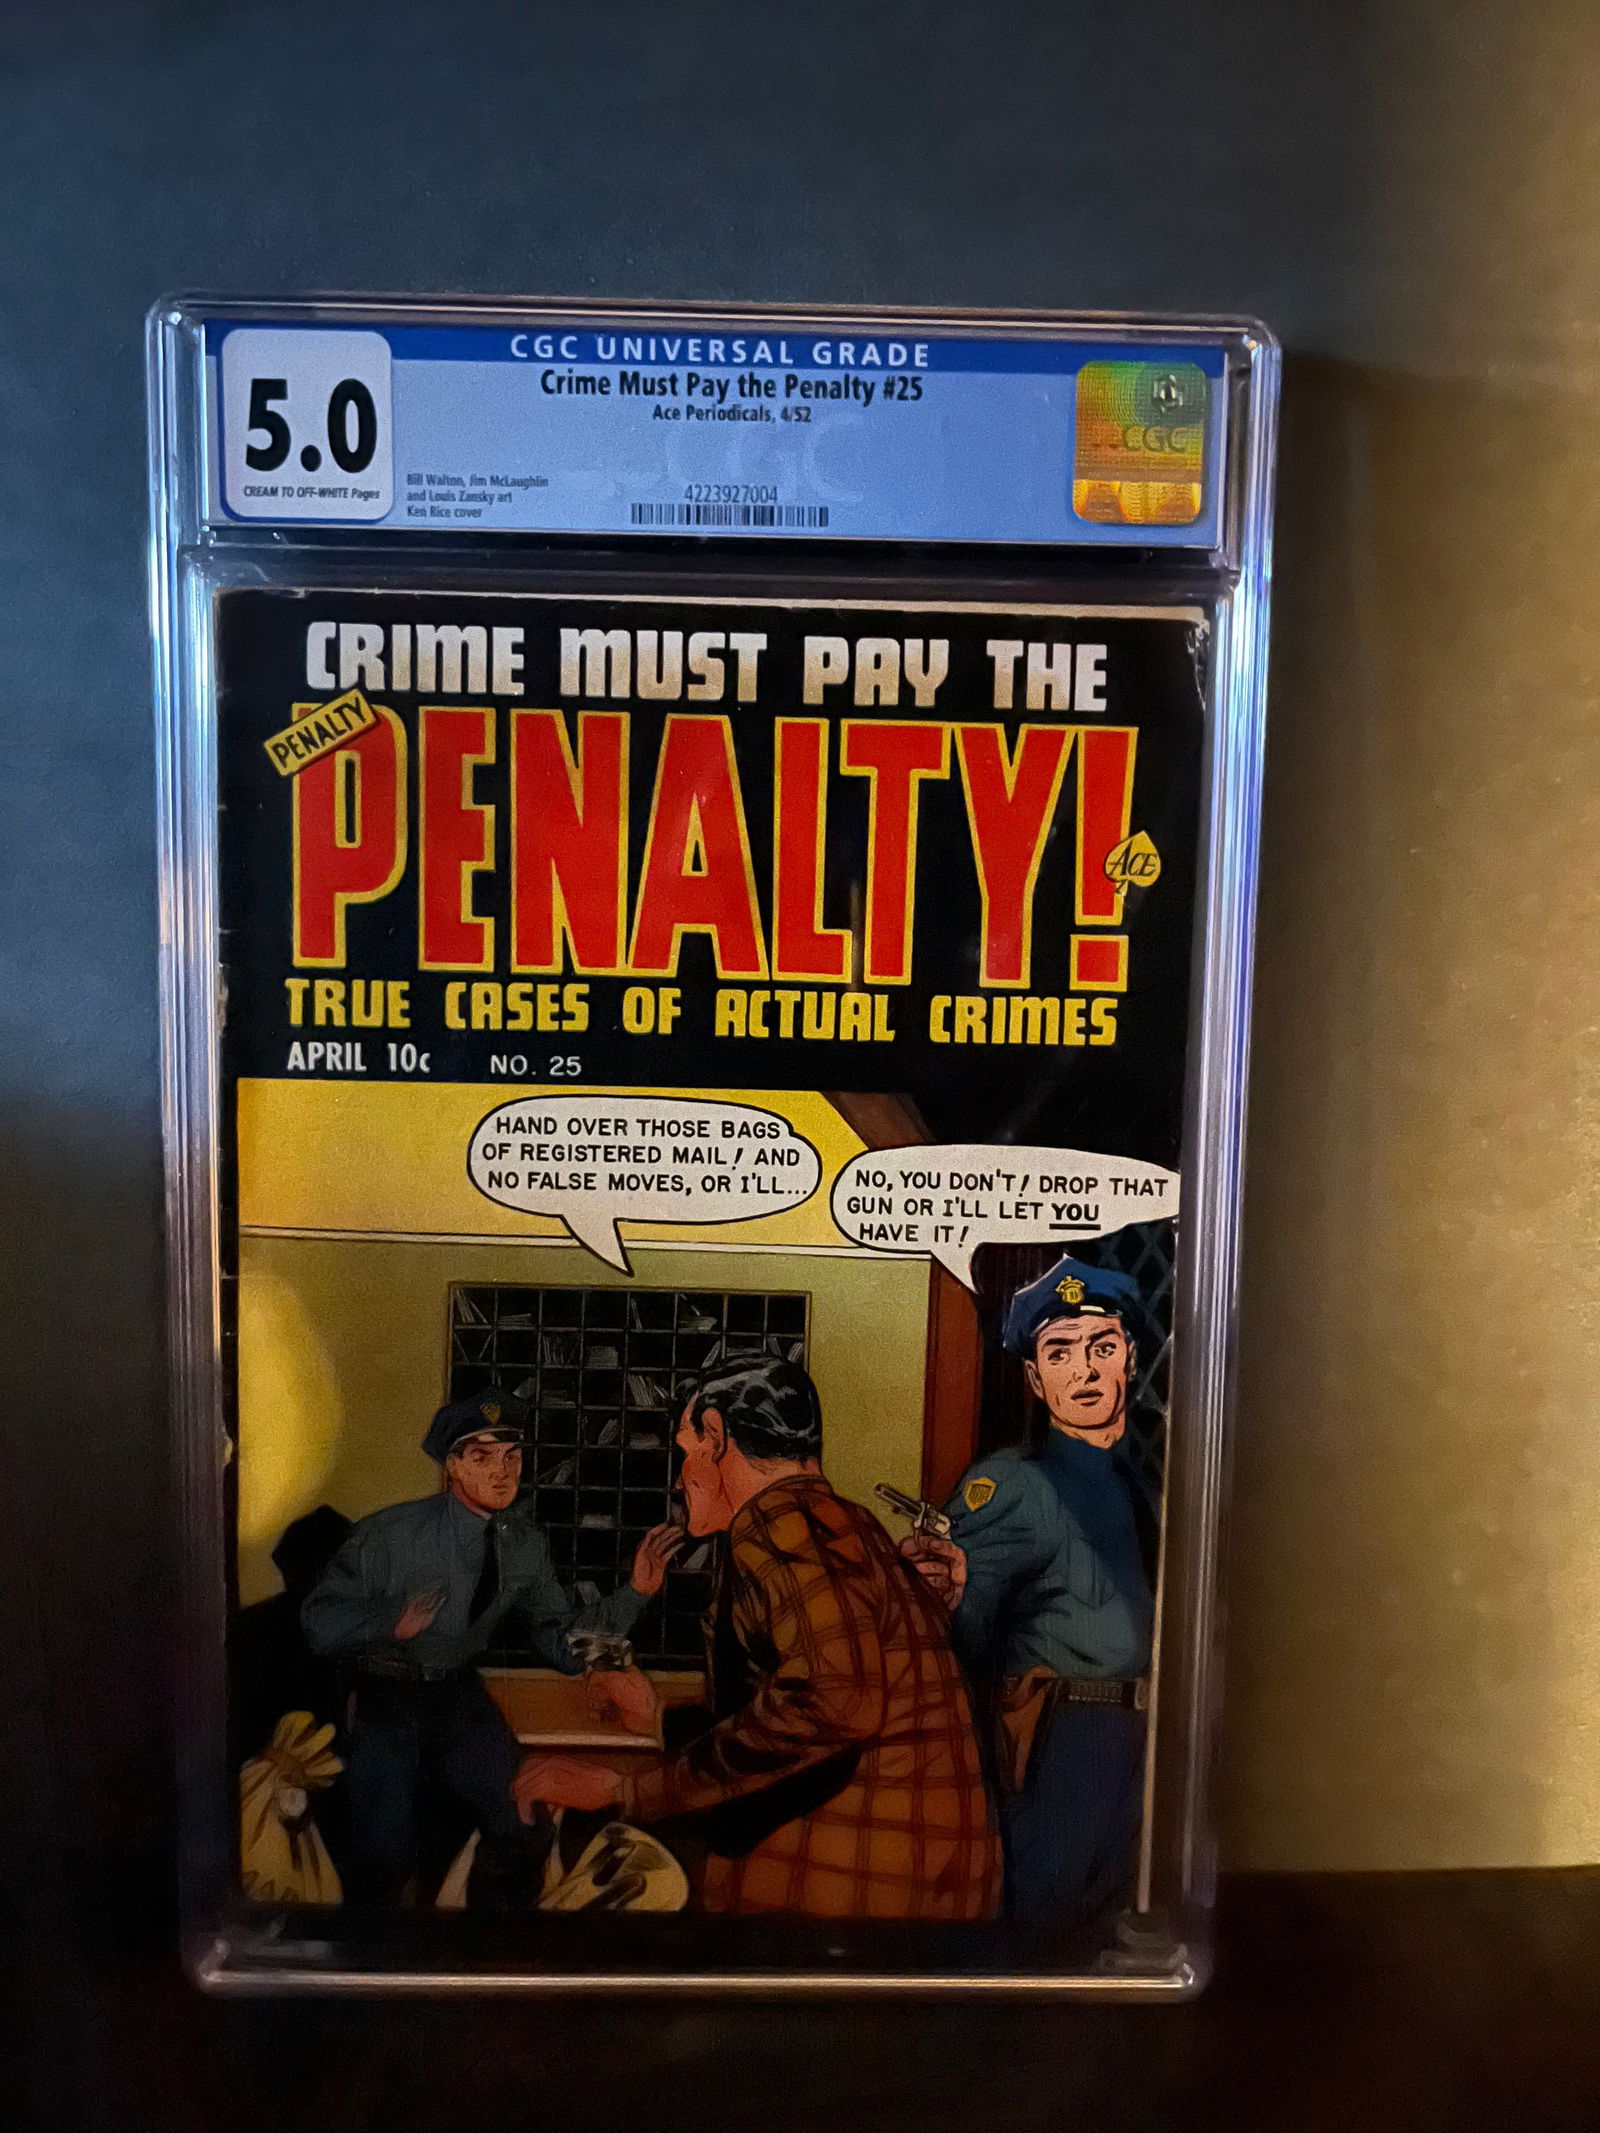 CGC UNIVERSAL GRADE
5.0
CREAM TO OFF-WHITE Pages
Crime Must Pay the Penalty #25
Ace Periodicals, 4/52
Bill Walton, Jim McLaughlin
and Louis Zansky art
Ken Rice cover
4223927004
CGC
CRIME MUST PAY THE
PENALTY
PENALTY!
ACE
TRUE CASES OF ACTUAL CRIMES
APRIL 10c NO. 25
HAND OVER THOSE BAGS
OF REGISTERED MAIL! AND
NO FALSE MOVES, OR I'LL...
NO, YOU DON'T! DROP THAT
GUN OR I'LL LET YOU
HAVE IT!